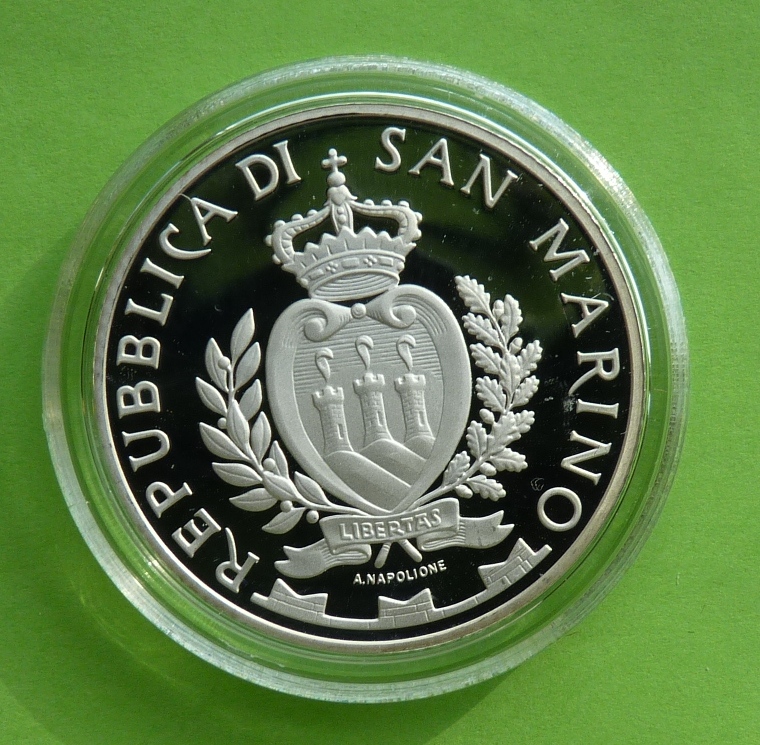 REPUBBLICA DI SAN MARINO
LIBERTAS
A.NAPOLIONE